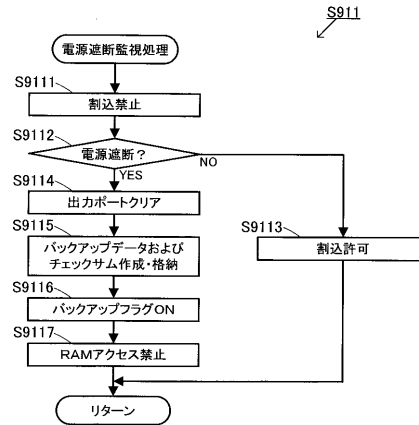 S911
電源遮断監視処理
S9111
割込禁止
S9112
電源遮断?
NO
YES
S9114
出力ポートクリア
S9113
割込許可
S9115
バックアップデータおよび
チェックサム作成・格納
S9116
バックアップフラグON
S9117
RAMアクセス禁止
リターン